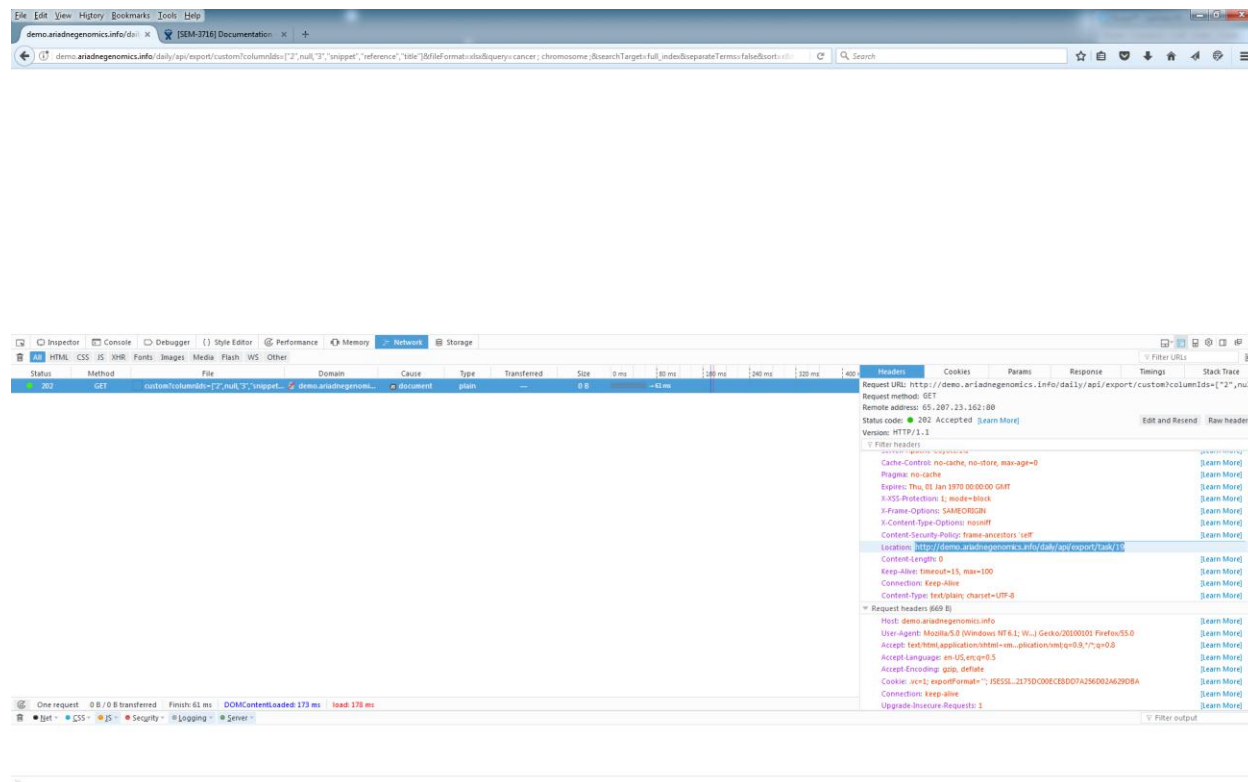 File Edit View History Bookmarks Tools Help
demo.ariadnegenomics.info/dail × [SEM-3716] Documentation × +
demo.ariadnegenomics.info/daily/api/export/custom?columnIds=["2",null,"3","snippet","reference","title"]&fileFormat=xlsx&query=cancer ; chromosome ;&searchTarget=full_index&separateTerms=false&sort= Search
Inspector Console Debugger {} Style Editor Performance Memory Network Storage
All HTML CSS JS XHR Fonts Images Media Flash WS Other Filter URLs
Status Method File Domain Cause Type Transferred Size 0 ms 80 ms 160 ms 240 ms 320 ms 400 Headers Cookies Params Response Timings Stack Trace
202 GET custom?columnIds=["2",null,"3","snippet... demo.ariadnegenomi... document plain — 0 B → 61 ms
Request URL: http://demo.ariadnegenomics.info/daily/api/export/custom?columnIds=["2",nul
Request method: GET
Remote address: 65.207.23.162:80
Status code: 202 Accepted [Learn More] Edit and Resend Raw header
Version: HTTP/1.1
Filter headers
Cache-Control: no-cache, no-store, max-age=0 [Learn More]
Pragma: no-cache [Learn More]
Expires: Thu, 01 Jan 1970 00:00:00 GMT [Learn More]
X-XSS-Protection: 1; mode=block [Learn More]
X-Frame-Options: SAMEORIGIN [Learn More]
X-Content-Type-Options: nosniff [Learn More]
Content-Security-Policy: frame-ancestors 'self' [Learn More]
Location: http://demo.ariadnegenomics.info/daily/api/export/task/19
Content-Length: 0 [Learn More]
Keep-Alive: timeout=15, max=100 [Learn More]
Connection: Keep-Alive [Learn More]
Content-Type: text/plain; charset=UTF-8 [Learn More]
Request headers (669 B)
Host: demo.ariadnegenomics.info [Learn More]
User-Agent: Mozilla/5.0 (Windows NT 6.1; W...) Gecko/20100101 Firefox/55.0 [Learn More]
Accept: text/html,application/xhtml+xm...plication/xml;q=0.9,*/*;q=0.8 [Learn More]
Accept-Language: en-US,en;q=0.5 [Learn More]
Accept-Encoding: gzip, deflate [Learn More]
Cookie: .vc=1; exportFormat=""; JSESSI...2175DC00ECEBDD7A256D02A629DBA [Learn More]
Connection: keep-alive [Learn More]
Upgrade-Insecure-Requests: 1 [Learn More]
One request 0 B / 0 B transferred Finish: 61 ms DOMContentLoaded: 173 ms load: 178 ms
Net CSS JS Security Logging Server Filter output